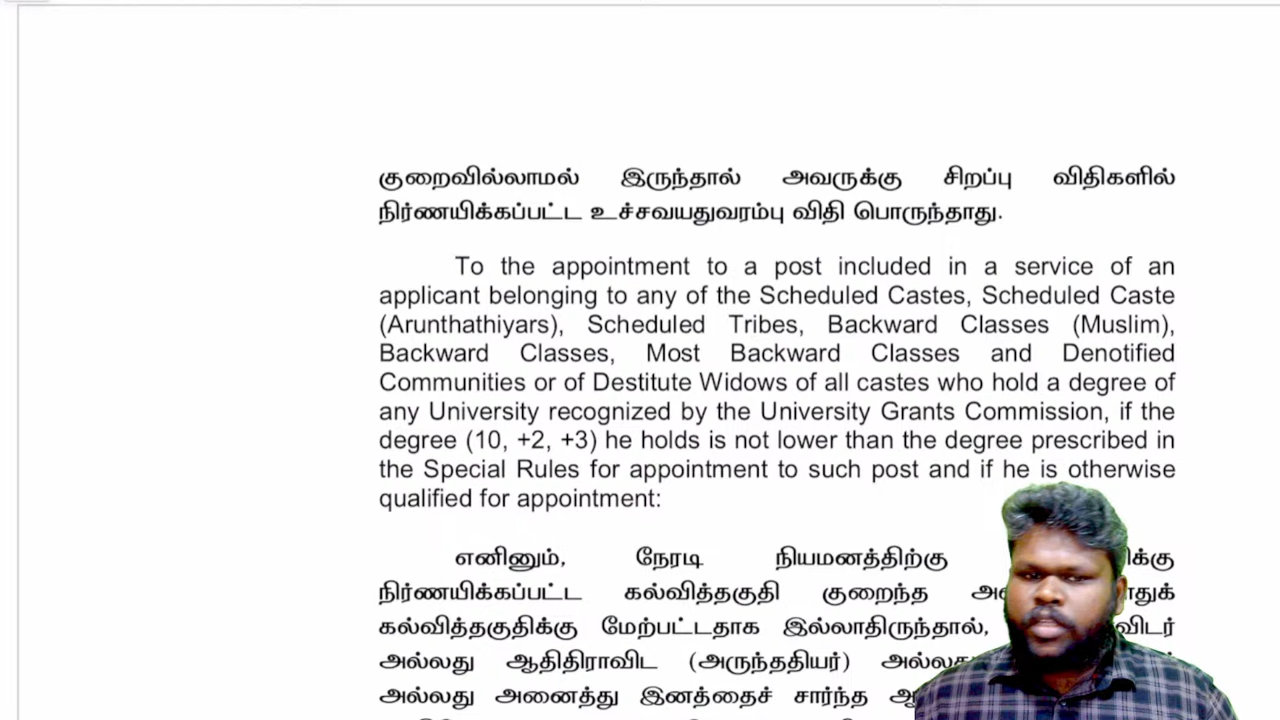 குறைவில்லாமல் இருந்தால் அவருக்கு சிறப்பு விதிகளில்
நிர்ணயிக்கப்பட்ட உச்சவயதுவரம்பு விதி பொருந்தாது.
To the appointment to a post included in a service of an
applicant belonging to any of the Scheduled Castes, Scheduled Caste
(Arunthathiyars), Scheduled Tribes, Backward Classes (Muslim),
Backward Classes, Most Backward Classes and Denotified
Communities or of Destitute Widows of all castes who hold a degree of
any University recognized by the University Grants Commission, if the
degree (10, +2, +3) he holds is not lower than the degree prescribed in
the Special Rules for appointment to such post and if he is otherwise
qualified for appointment:
எனினும், நேரடி நியமனத்திற்கு
நிர்ணயிக்கப்பட்ட கல்வித்தகுதி குறைந்த
கல்வித்தகுதிக்கு மேற்பட்டதாக இல்லாதிருந்தால்,
அல்லது ஆதிதிராவிட (அருந்ததியர்)
அல்லது அனைத்து இனத்தைச் சார்ந்த